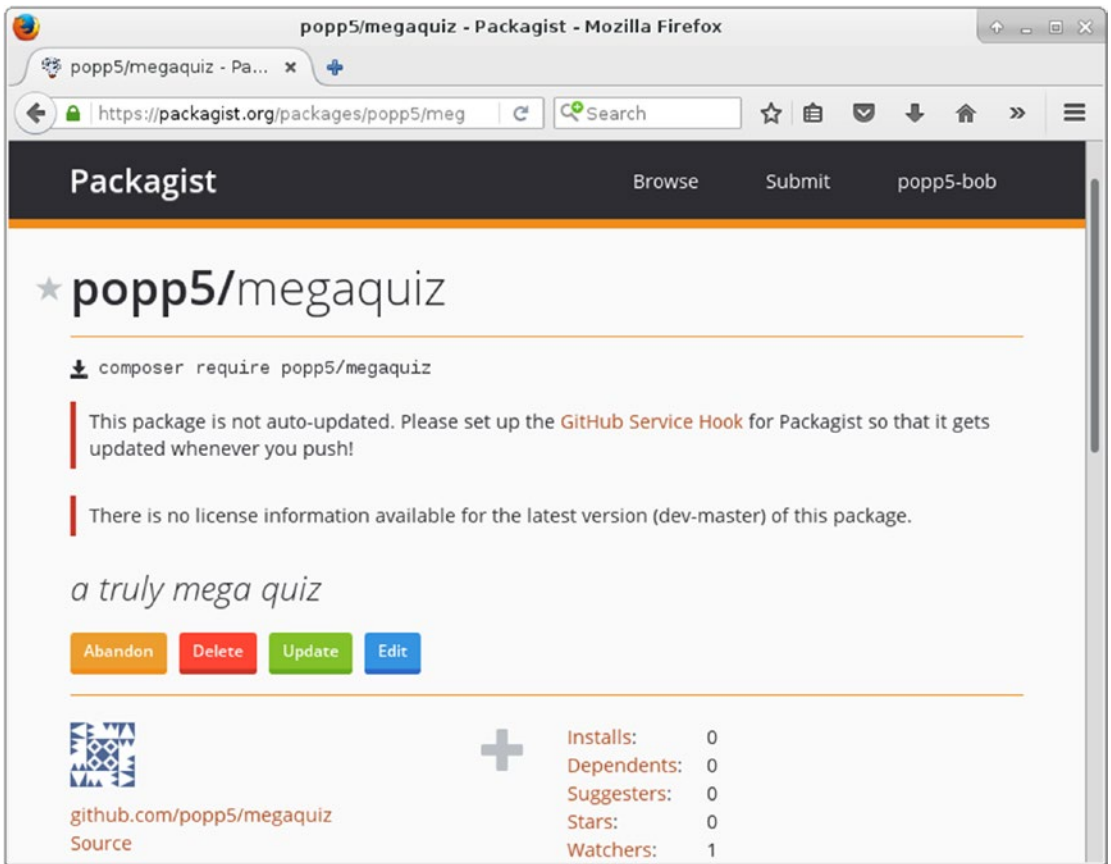 popp5/megaquiz - Packagist - Mozilla Firefox
popp5/megaquiz - Pa...
https://packagist.org/packages/popp5/meg
Search
Packagist
Browse
Submit
popp5-bob
popp5/megaquiz
composer require popp5/megaquiz
This package is not auto-updated. Please set up the GitHub Service Hook for Packagist so that it gets
updated whenever you push!
There is no license information available for the latest version (dev-master) of this package.
a truly mega quiz
Abandon
Delete
Update
Edit
github.com/popp5/megaquiz
Source
Installs: 0
Dependents: 0
Suggesters: 0
Stars: 0
Watchers: 1